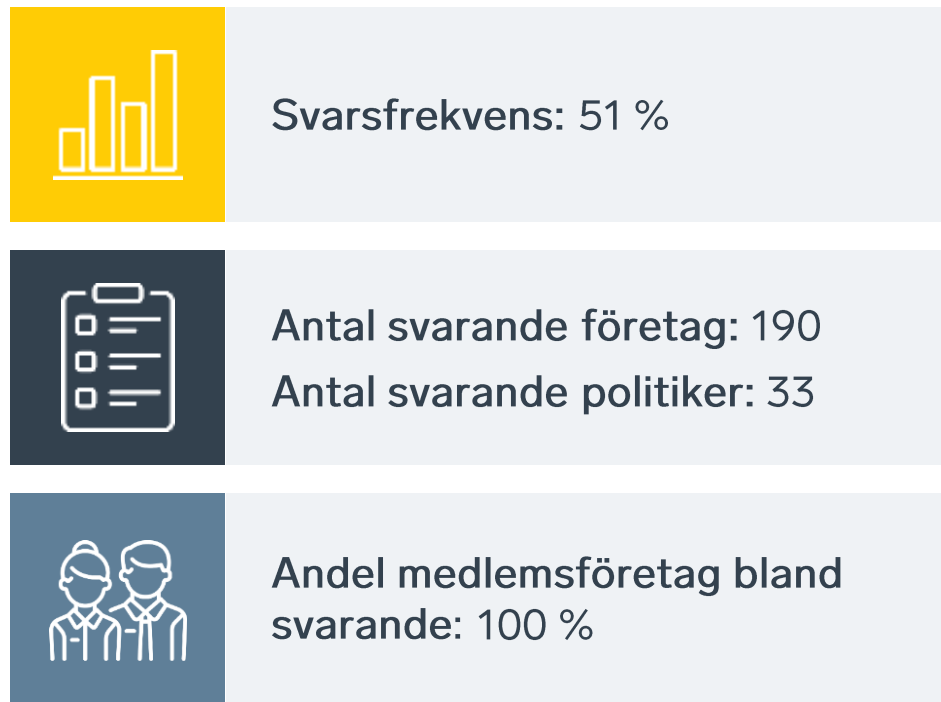 Svarsfrekvens: 51 %
Antal svarande företag: 190
Antal svarande politiker: 33
Andel medlemsföretag bland
svarande: 100 %